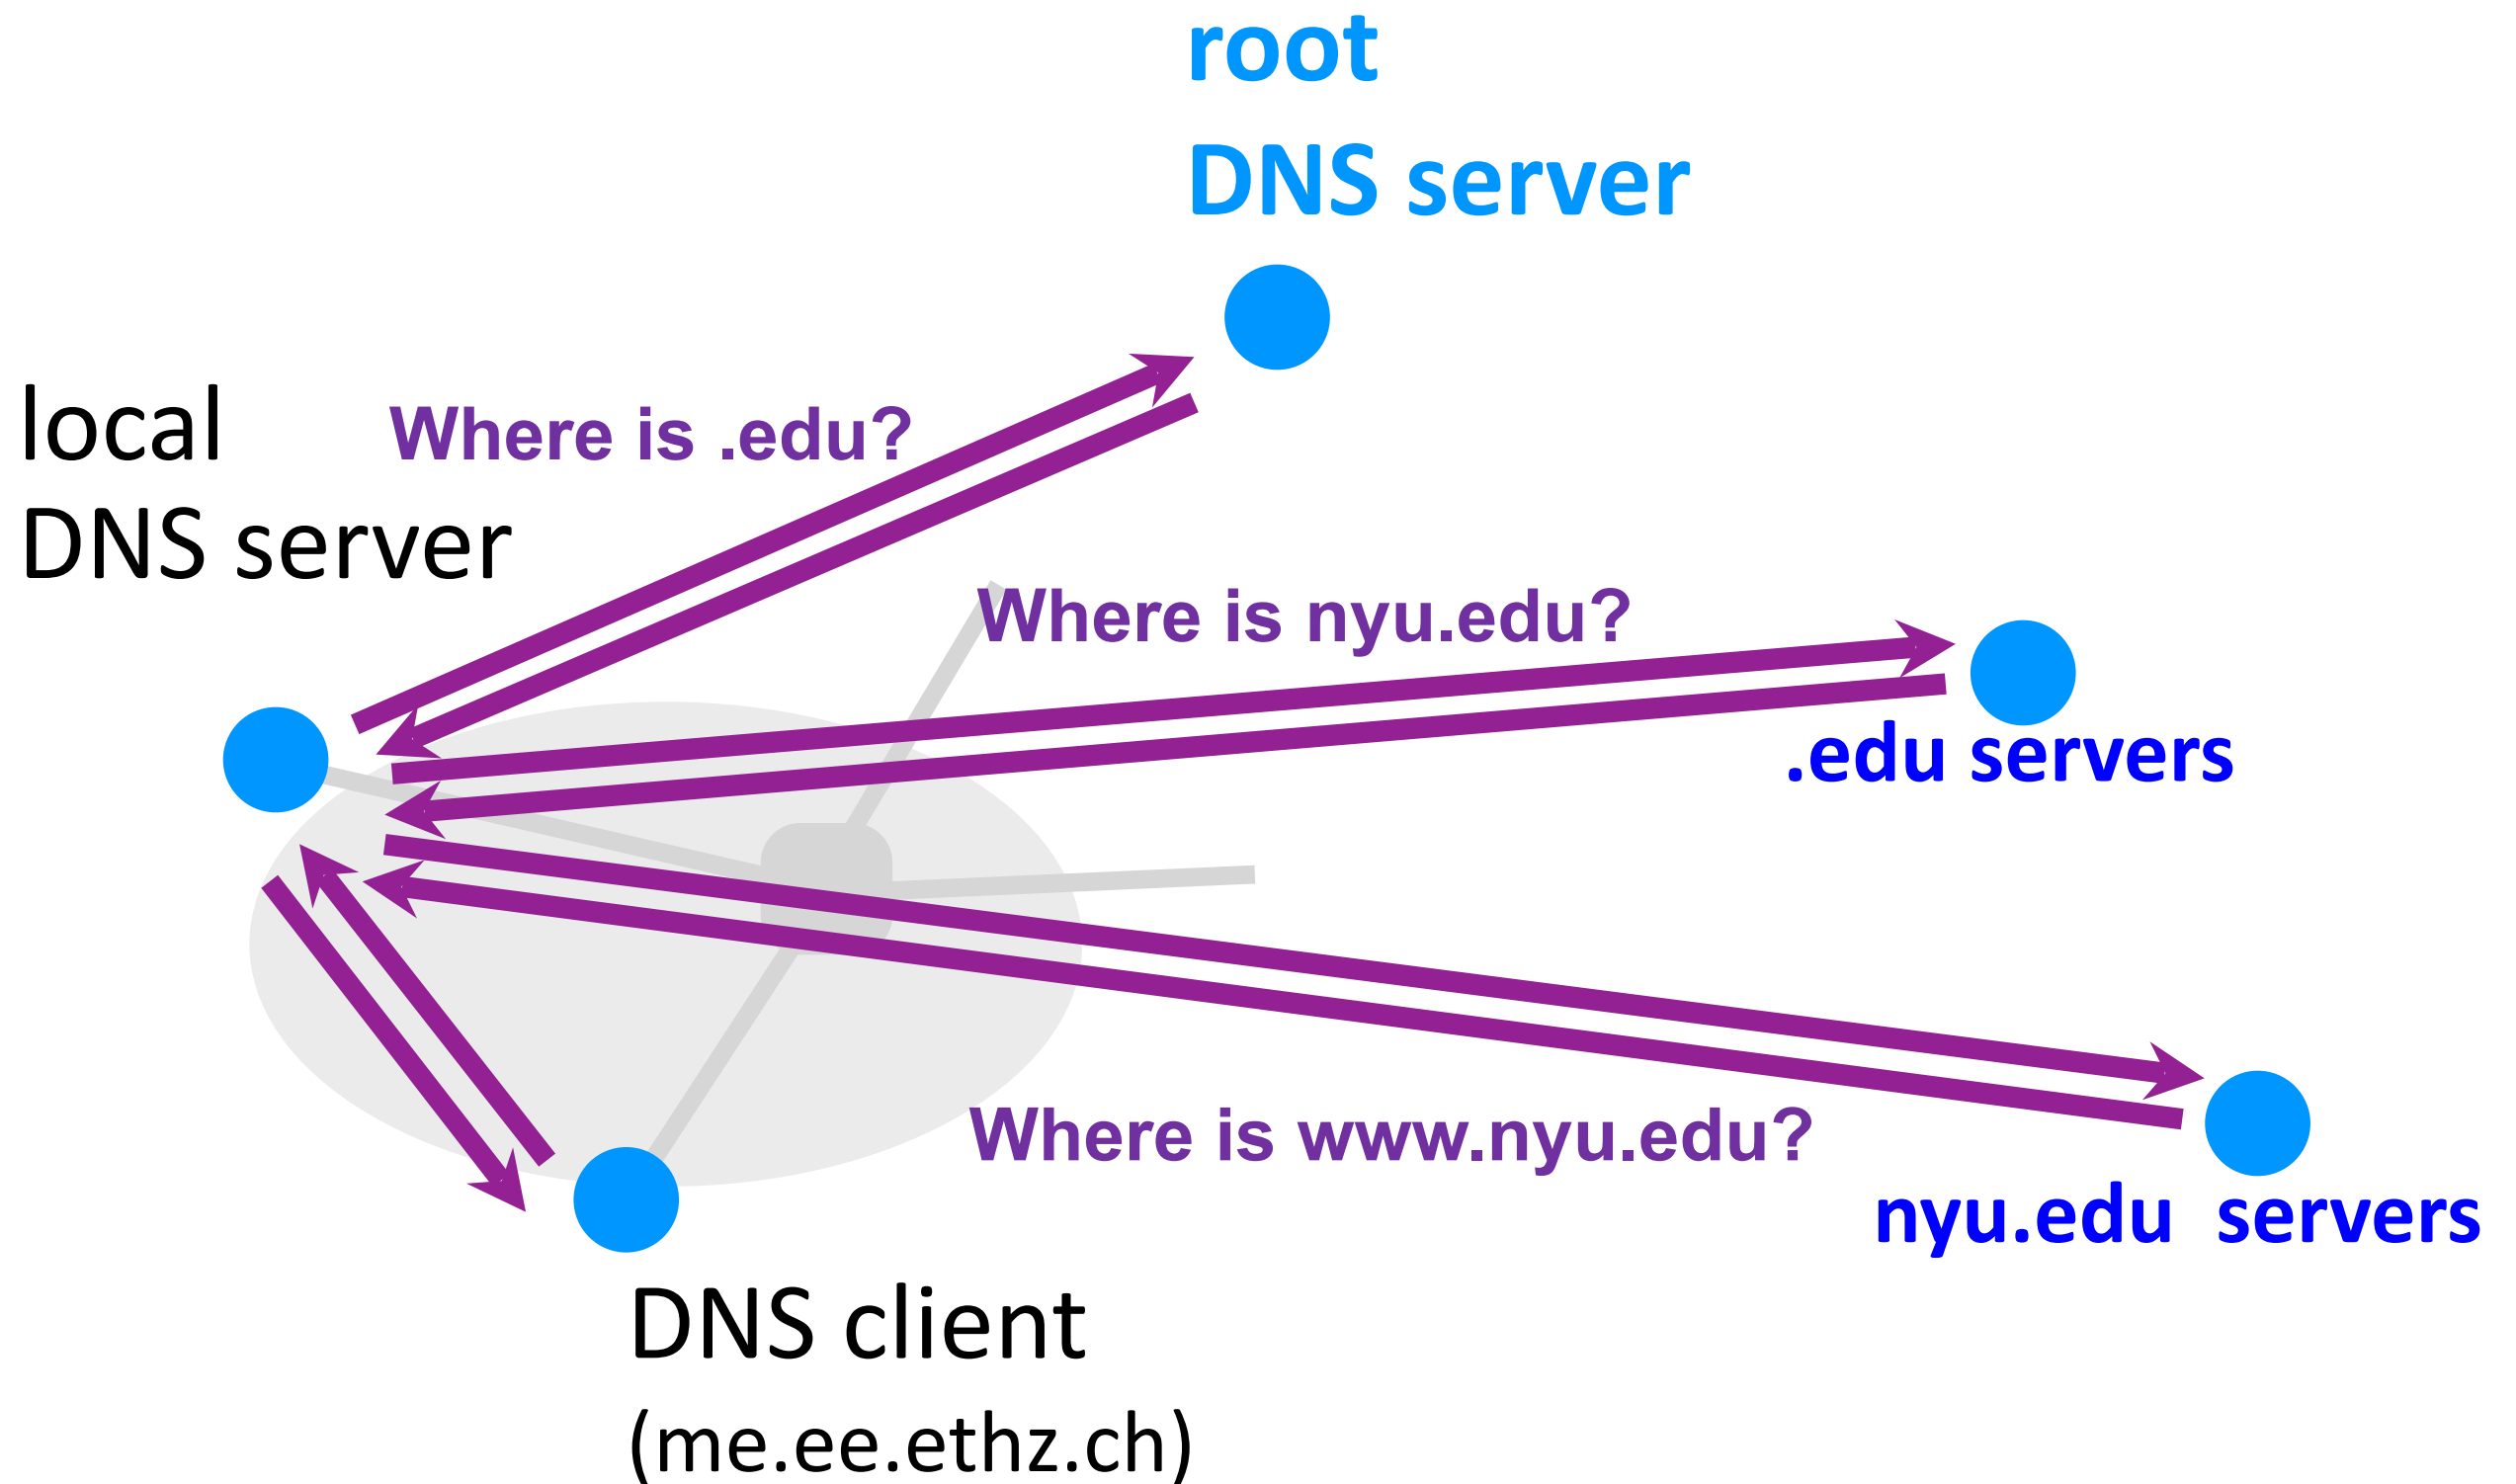 root
DNS server
local
DNS server
Where is .edu?
Where is nyu.edu?
.edu servers
Where is www.nyu.edu?
nyu.edu  servers
DNS client
(me.ee.ethz.ch)